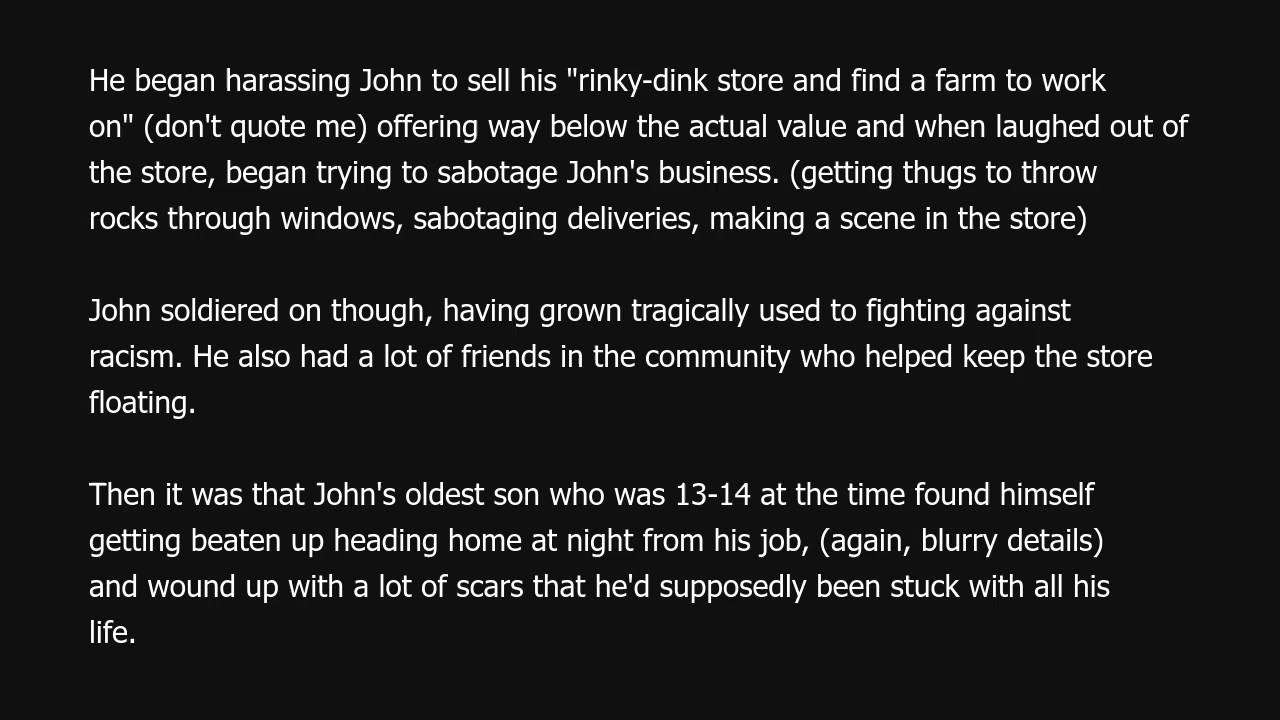 He began harassing John to sell his "rinky-dink store and find a farm to work
on" (don't quote me) offering way below the actual value and when laughed out of
the store, began trying to sabotage John's business. (getting thugs to throw
rocks through windows, sabotaging deliveries, making a scene in the store)
John soldiered on though, having grown tragically used to fighting against
racism. He also had a lot of friends in the community who helped keep the store
floating.
Then it was that John's oldest son who was 13-14 at the time found himself
getting beaten up heading home at night from his job, (again, blurry details)
and wound up with a lot of scars that he'd supposedly been stuck with all his
life.